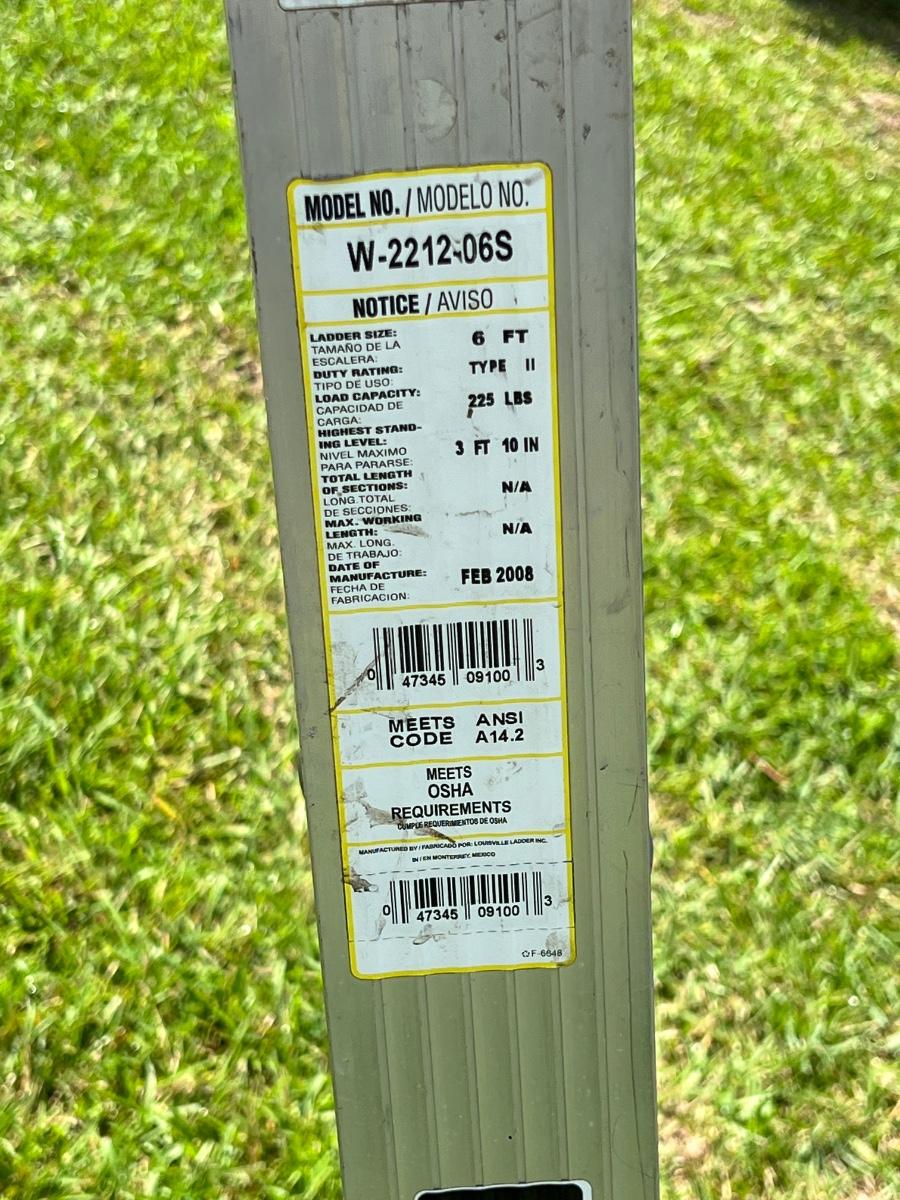 MODEL NO. / MODELO NO.
W-2212-06S
NOTICE / AVISO
LADDER SIZE: 6 FT
TAMAÑO DE LA
ESCALERA:
DUTY RATING: TYPE II
TIPO DE USO:
LOAD CAPACITY: 225 LBS
CAPACIDAD DE
CARGA:
HIGHEST STAND-
ING LEVEL: 3 FT 10 IN
NIVEL MAXIMO
PARA PARARSE:
TOTAL LENGTH
OF SECTIONS: N/A
LONG.TOTAL
DE SECCIONES:
MAX. WORKING
LENGTH: N/A
MAX. LONG.
DE TRABAJO:
DATE OF
MANUFACTURE: FEB 2008
FECHA DE
FABRICACION:
0 47345 09100 3
MEETS ANSI
CODE A14.2
MEETS
OSHA
REQUIREMENTS
CUMPLE REQUERIMIENTOS DE OSHA
MANUFACTURED BY / FABRICADO POR: LOUISVILLE LADDER INC.
IN / EN MONTERREY, MEXICO
0 47345 09100 3
F-6648